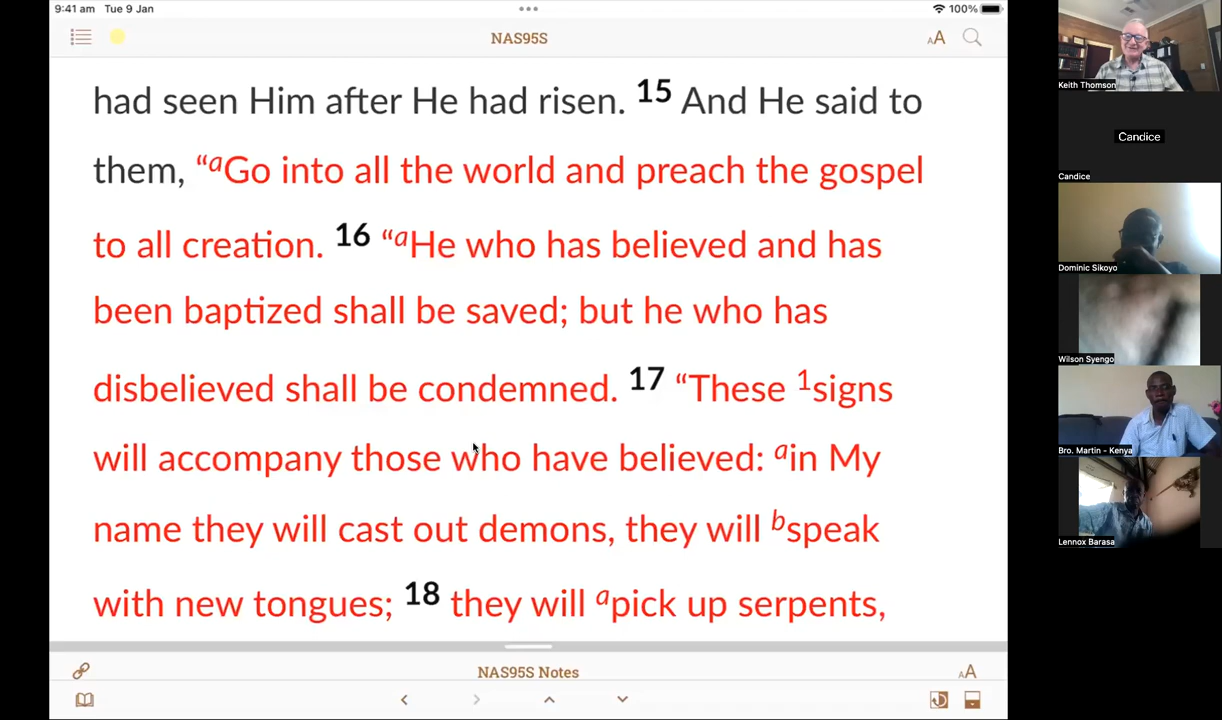 9:41 am Tue 9 Jan
100%
NAS95S
AA
had seen Him after He had risen. 15 And He said to
them, “aGo into all the world and preach the gospel
to all creation. 16 “aHe who has believed and has
been baptized shall be saved; but he who has
disbelieved shall be condemned. 17 “These 1signs
will accompany those who have believed: ain My
name they will cast out demons, they will bspeak
with new tongues; 18 they will apick up serpents,
NAS95S Notes
AA
Keith Thomson
Candice
Candice
Dominic Sikoyo
Wilson Syengo
Bro. Martin - Kenya
Lennox Barasa